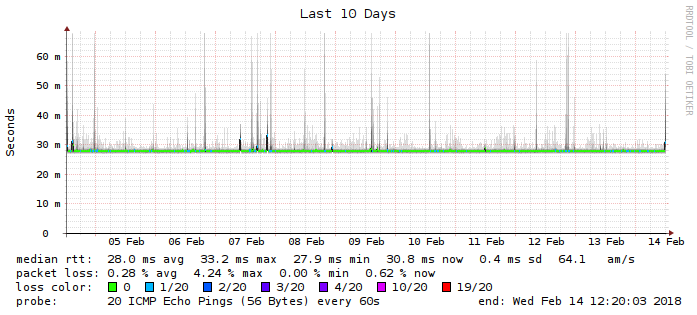 Last 10 Days
RRDTOOL / TOBI OETIKER
Seconds
60 m
50 m
40 m
30 m
20 m
10 m
0
05 Feb 06 Feb 07 Feb 08 Feb 09 Feb 10 Feb 11 Feb 12 Feb 13 Feb 14 Feb
median rtt: 28.0 ms avg 33.2 ms max 27.9 ms min 30.8 ms now 0.4 ms sd 64.1 am/s
packet loss: 0.28 % avg 4.24 % max 0.00 % min 0.62 % now
loss color: 0 1/20 2/20 3/20 4/20 10/20 19/20
probe: 20 ICMP Echo Pings (56 Bytes) every 60s end: Wed Feb 14 12:20:03 2018